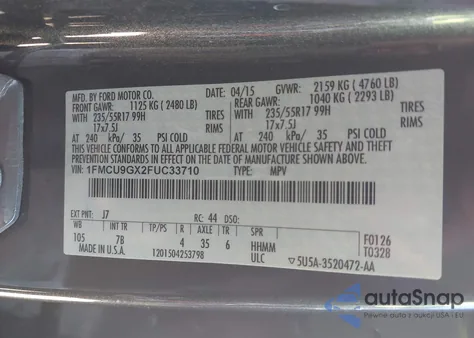 MFD. BY FORD MOTOR CO.
04/15 GVWR: 2159 KG (4760 LB)
FRONT GAWR: 1125 KG (2480 LB) REAR GAWR: 1040 KG (2293 LB)
WITH 235/55R17 99H TIRES WITH 235/55R17 99H TIRES
17x7.5J RIMS 17x7.5J RIMS
AT 240 kPa/ 35 PSI COLD AT 240 kPa/ 35 PSI COLD
THIS VEHICLE CONFORMS TO ALL APPLICABLE FEDERAL MOTOR VEHICLE SAFETY AND THEFT PREVENTION STANDARDS IN EFFECT ON THE DATE OF MANUFACTURE SHOWN ABOVE.
VIN: 1FMCU9GX2FUC33710 TYPE: MPV
EXT PNT: J7 RC: 44 DSO:
WB INT TR TP/PS R AXLE TR SPR
105 7B 4 35 6 HHMM F0126
MADE IN U.S.A. 1201504253798 ULC T0328
▽5U5A-3520472-AA
autoSnap
Pewne auto z licytacji USA i EU